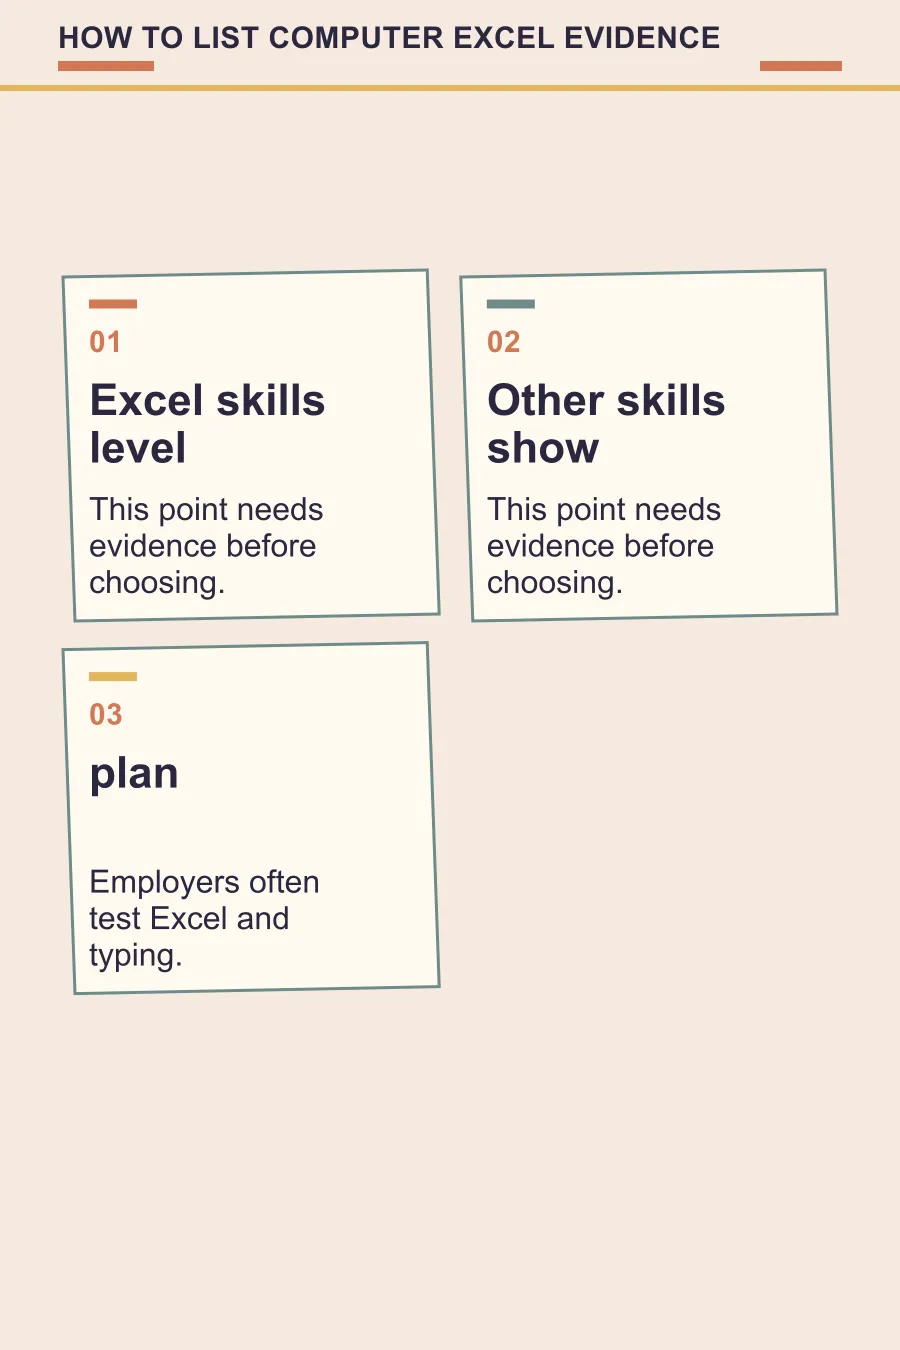 HOW TO LIST COMPUTER EXCEL EVIDENCE
01
Excel skills
level
This point needs
evidence before
choosing.
02
Other skills
show
This point needs
evidence before
choosing.
03
plan
Employers often
test Excel and
typing.